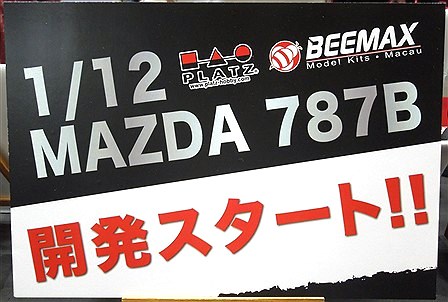 1/12
PLATZ®
www.platz-hobby.com
BEEMAX
Model Kits • Macau
MAZDA 787B
開発スタート!!